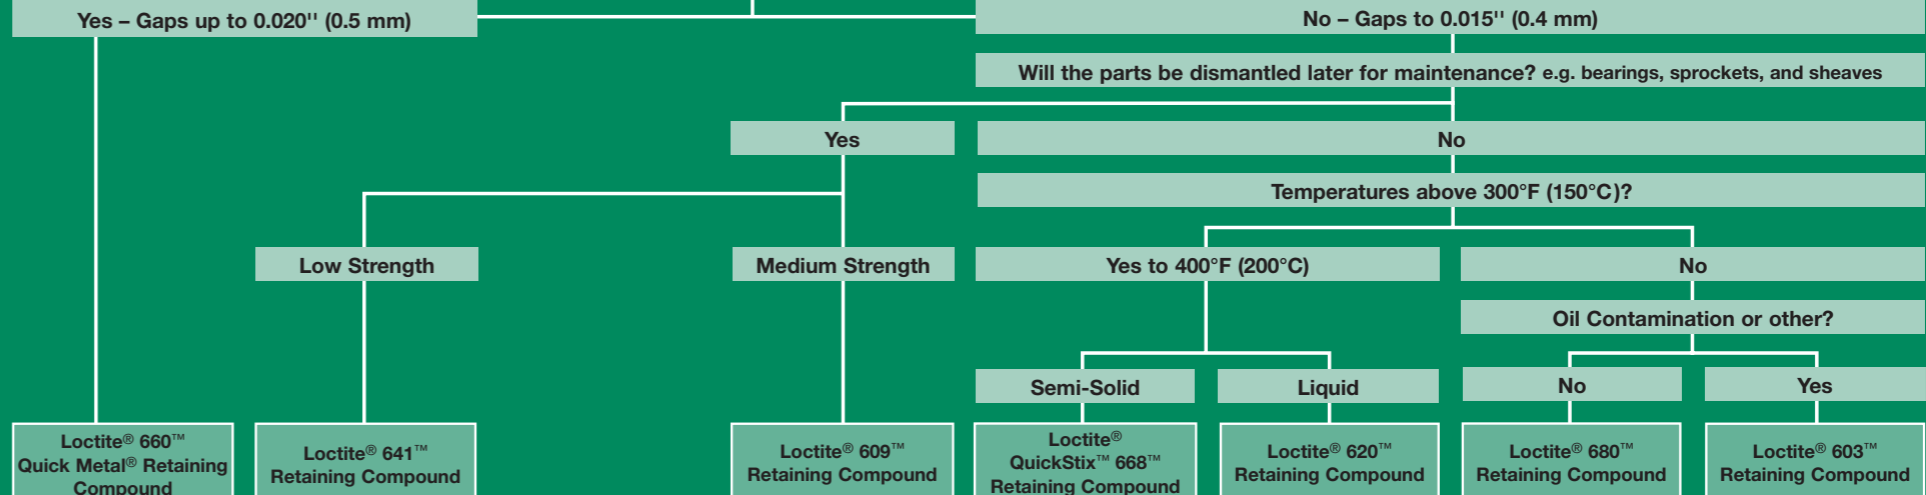 Yes – Gaps up to 0.020'' (0.5 mm)
No – Gaps to 0.015'' (0.4 mm)
Will the parts be dismantled later for maintenance? e.g. bearings, sprockets, and sheaves
Yes
No
Temperatures above 300°F (150°C)?
Low Strength
Medium Strength
Yes to 400°F (200°C)
No
Oil Contamination or other?
Semi-Solid
Liquid
No
Yes
Loctite® 660™
Quick Metal® Retaining
Compound
Loctite® 641™
Retaining Compound
Loctite® 609™
Retaining Compound
Loctite®
QuickStix™ 668™
Retaining Compound
Loctite® 620™
Retaining Compound
Loctite® 680™
Retaining Compound
Loctite® 603™
Retaining Compound